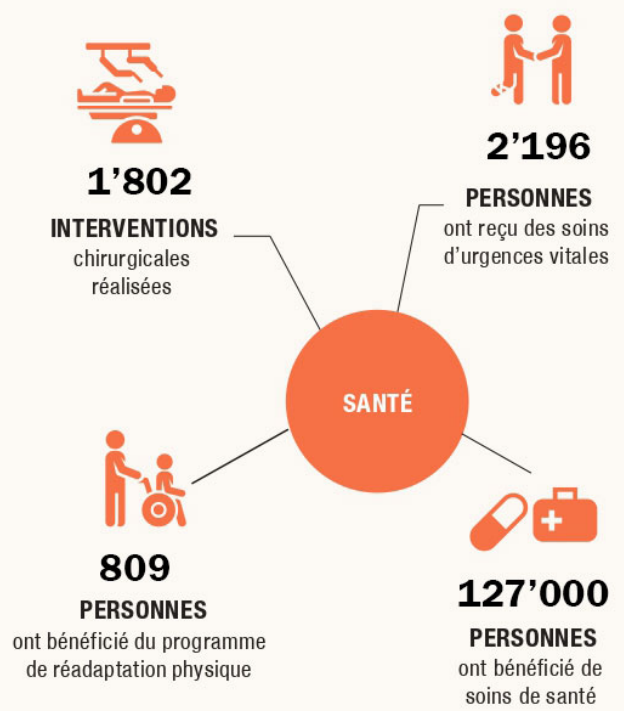 1’802
INTERVENTIONS
chirurgicales
réalisées
2’196
PERSONNES
ont reçu des soins
d’urgences vitales
SANTÉ
809
PERSONNES
ont bénéficié du programme
de réadaptation physique
127’000
PERSONNES
ont bénéficié de
soins de santé